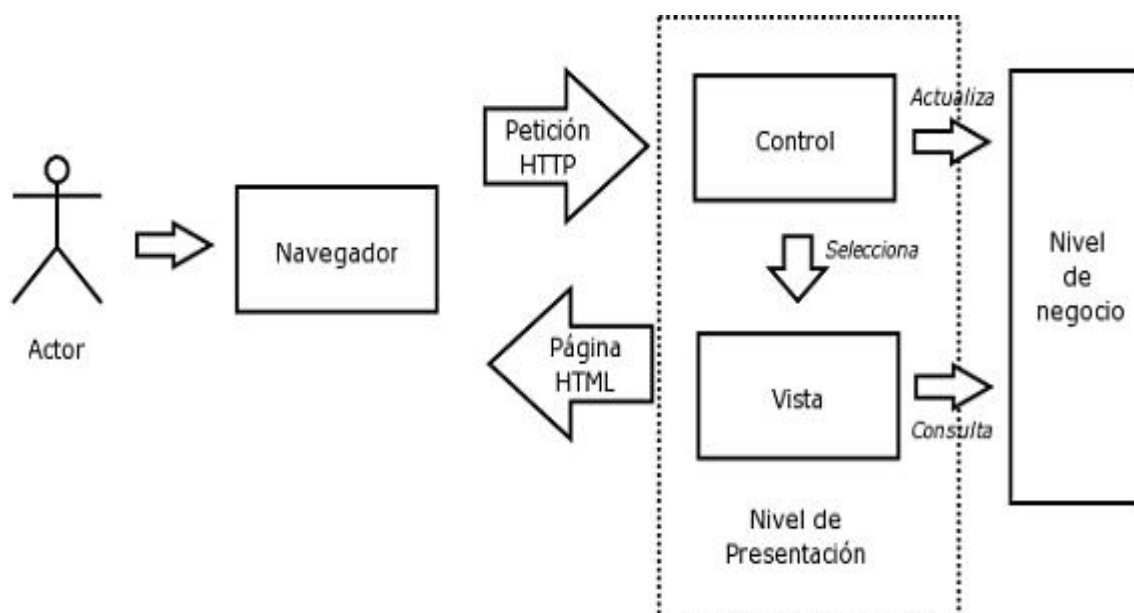 Actor
Navegador
Petición
HTTP
Página
HTML
Control
Selecciona
Vista
Nivel de
Presentación
Actualiza
Consulta
Nivel
de
negocio